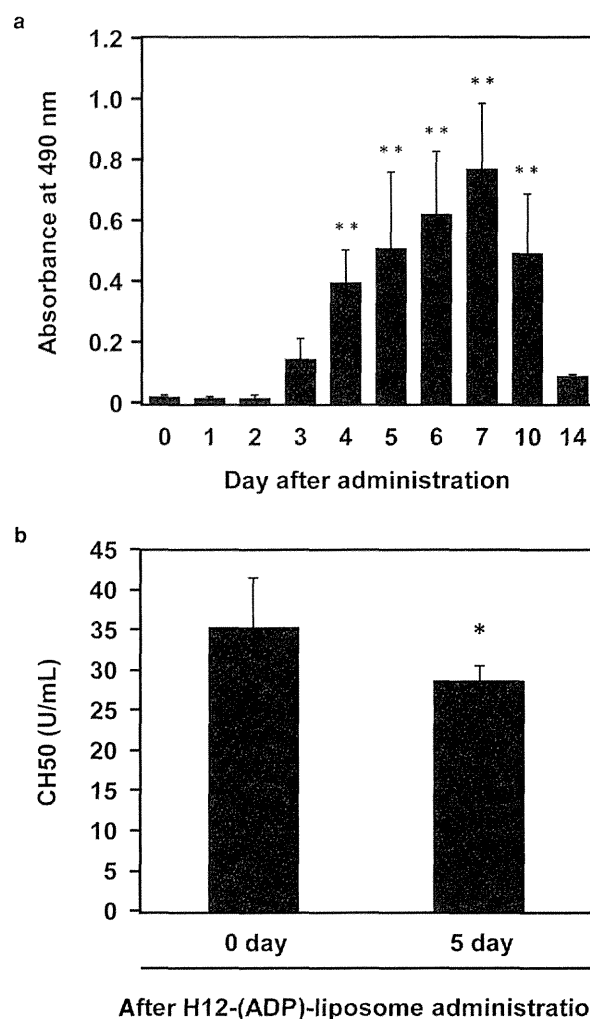 a
1.2
1.0
0.8
0.6
0.4
0.2
0
Absorbance at 490 nm
** ** ** ** **
0 1 2 3 4 5 6 7 10 14
Day after administration
b
45
40
35
30
25
20
15
10
5
0
CH50 (U/mL)
*
0 day 5 day
After H12-(ADP)-liposome administratio